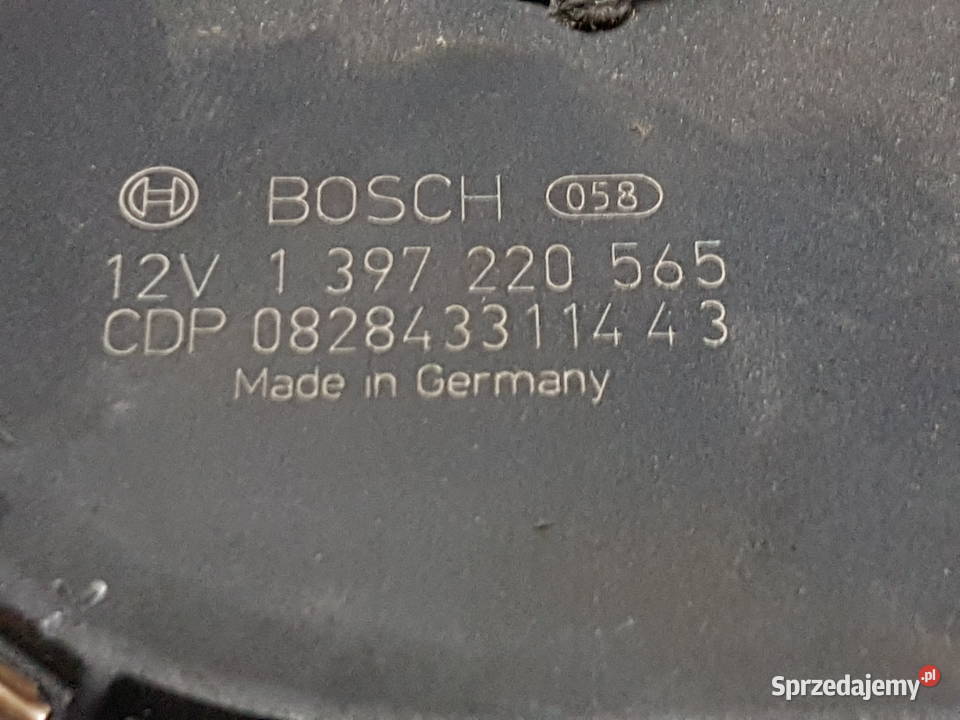 BOSCH 058
12V 1 397 220 565
CDP 0828433114 4 3
Made in Germany
Sprzedajemy.pl